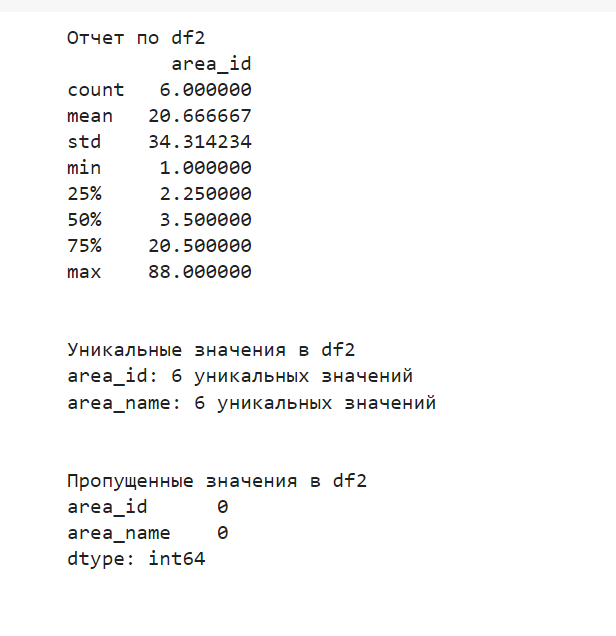 Отчет по df2
area_id
count 6.000000
mean 20.666667
std 34.314234
min 1.000000
25% 2.250000
50% 3.500000
75% 20.500000
max 88.000000
Уникальные значения в df2
area_id: 6 уникальных значений
area_name: 6 уникальных значений
Пропущенные значения в df2
area_id 0
area_name 0
dtype: int64